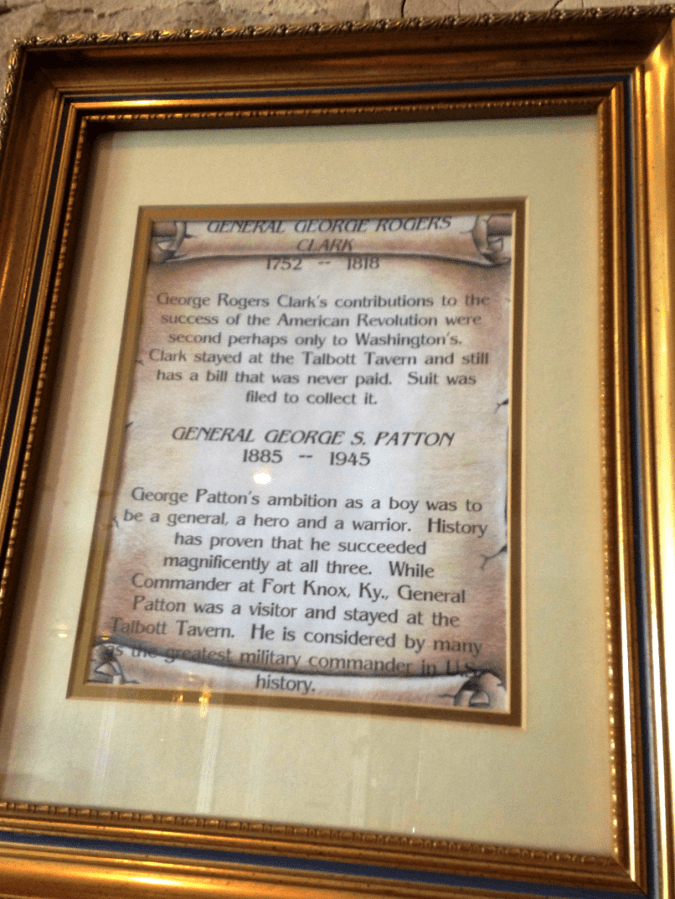 GENERAL GEORGE ROGERS
CLARK
1752 -- 1818
George Rogers Clark's contributions to the
success of the American Revolution were
second perhaps only to Washington's.
Clark stayed at the Talbott Tavern and still
has a bill that was never paid. Suit was
filed to collect it.
GENERAL GEORGE S. PATTON
1885 -- 1945
George Patton's ambition as a boy was to
be a general, a hero and a warrior. History
has proven that he succeeded
magnificently at all three. While
Commander at Fort Knox, Ky., General
Patton was a visitor and stayed at the
Talbott Tavern. He is considered by many
as the greatest military commander in U.S.
history.